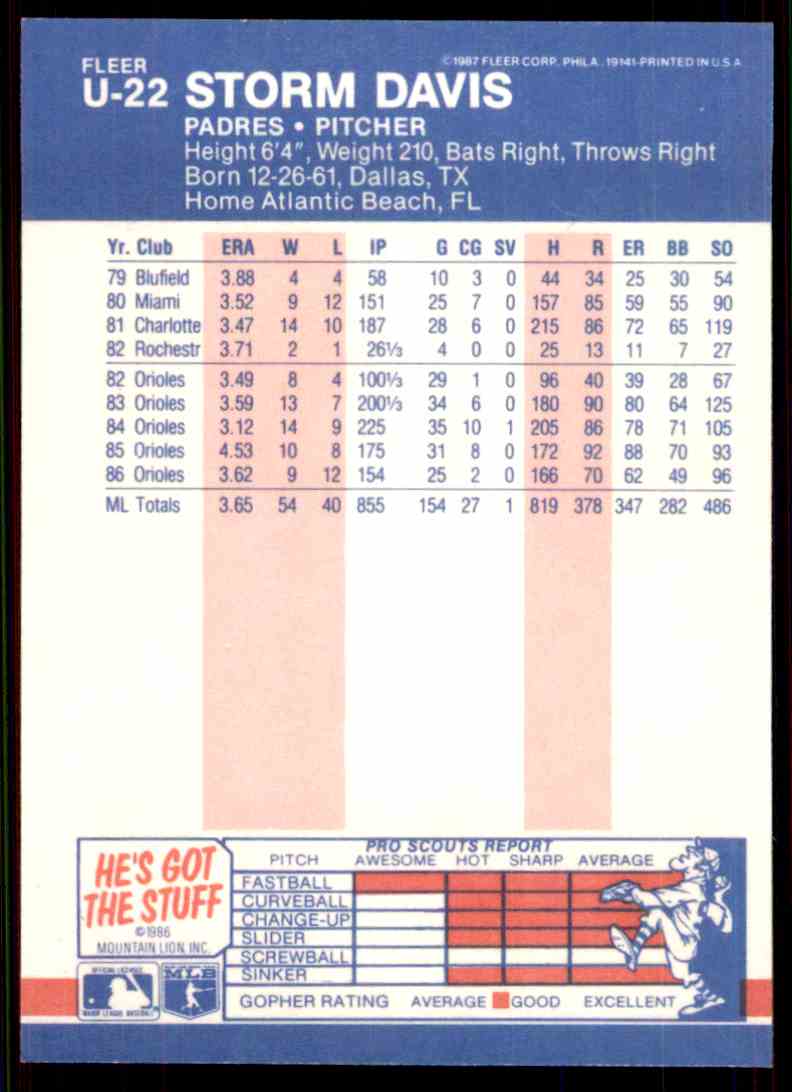 FLEER ©1987 FLEER CORP. PHILA. 19141-PRINTED IN U.S.A
U-22 STORM DAVIS
PADRES • PITCHER
Height 6'4", Weight 210, Bats Right, Throws Right
Born 12-26-61, Dallas, TX
Home Atlantic Beach, FL
Yr. Club ERA W L IP G CG SV H R ER BB SO
79 Blufield 3.88 4 4 58 10 3 0 44 34 25 30 54
80 Miami 3.52 9 12 151 25 7 0 157 85 59 55 90
81 Charlotte 3.47 14 10 187 28 6 0 215 86 72 65 119
82 Rochestr 3.71 2 1 26⅓ 4 0 0 25 13 11 7 27
82 Orioles 3.49 8 4 100⅓ 29 1 0 96 40 39 28 67
83 Orioles 3.59 13 7 200⅓ 34 6 0 180 90 80 64 125
84 Orioles 3.12 14 9 225 35 10 1 205 86 78 71 105
85 Orioles 4.53 10 8 175 31 8 0 172 92 88 70 93
86 Orioles 3.62 9 12 154 25 2 0 166 70 62 49 96
ML Totals 3.65 54 40 855 154 27 1 819 378 347 282 486
HE'S GOT
THE STUFF
©1986
MOUNTAIN LION, INC.
OFFICIAL LICENSEE
MAJOR LEAGUE BASEBALL
MLB
PRO SCOUTS REPORT
PITCH AWESOME HOT SHARP AVERAGE
FASTBALL
CURVEBALL
CHANGE-UP
SLIDER
SCREWBALL
SINKER
GOPHER RATING AVERAGE GOOD EXCELLENT